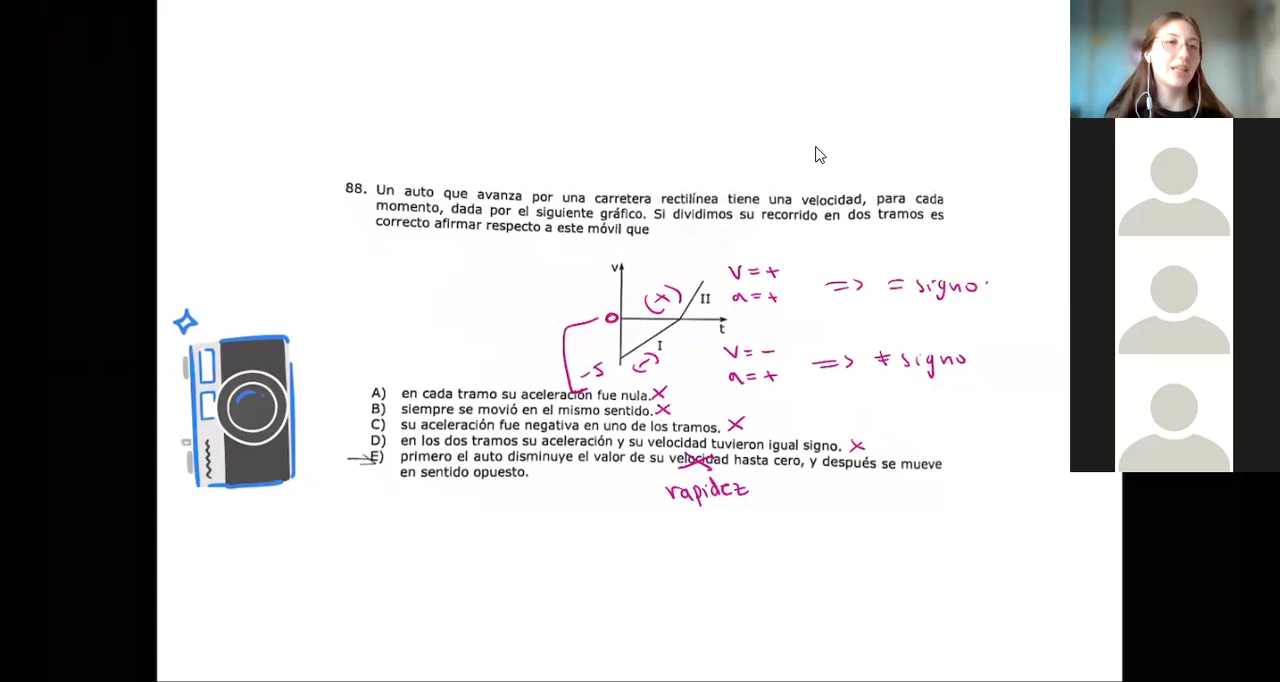 88. Un auto que avanza por una carretera rectilínea tiene una velocidad, para cada
momento, dada por el siguiente gráfico. Si dividimos su recorrido en dos tramos es
correcto afirmar respecto a este móvil que
v
0
(+)
II
t
I
-5
(-)
v = +
a = +
=> = signo
v = -
a = +
=> ≠ signo
A) en cada tramo su aceleración fue nula. X
B) siempre se movió en el mismo sentido. X
C) su aceleración fue negativa en uno de los tramos. X
D) en los dos tramos su aceleración y su velocidad tuvieron igual signo. X
E) primero el auto disminuye el valor de su velocidad hasta cero, y después se mueve
en sentido opuesto.
rapidez